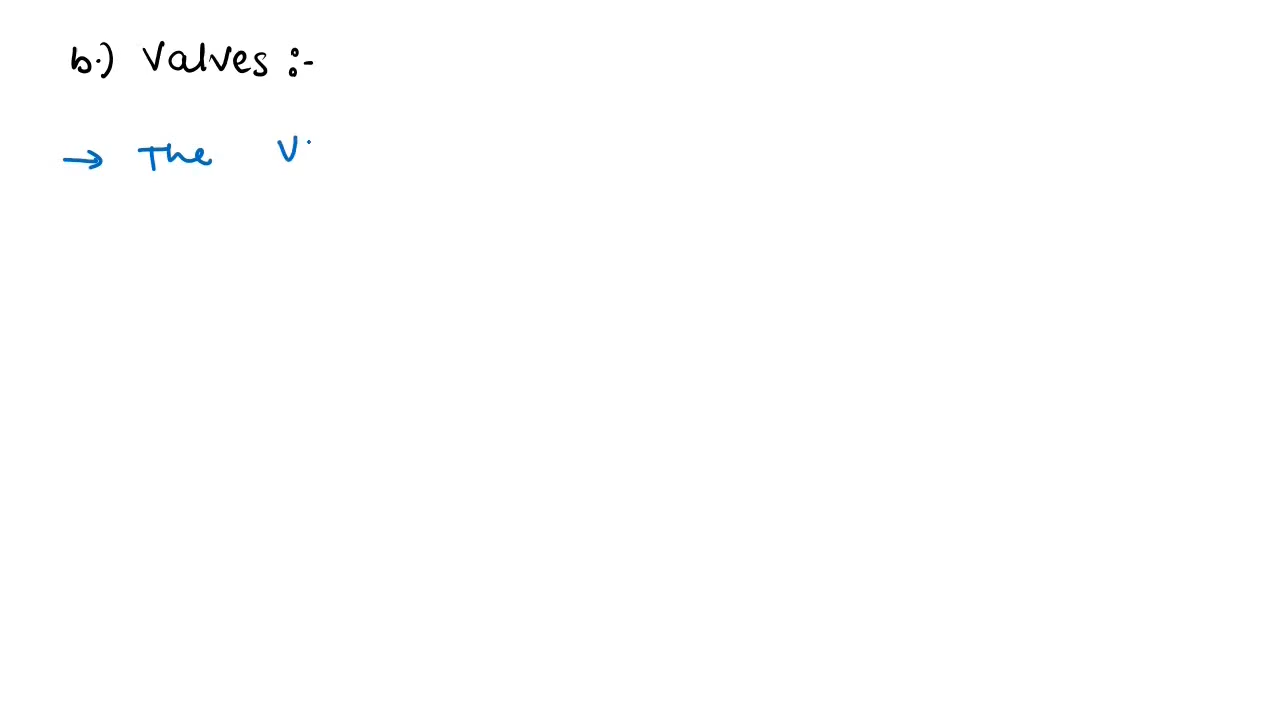 b.) Valves :-
→ The V